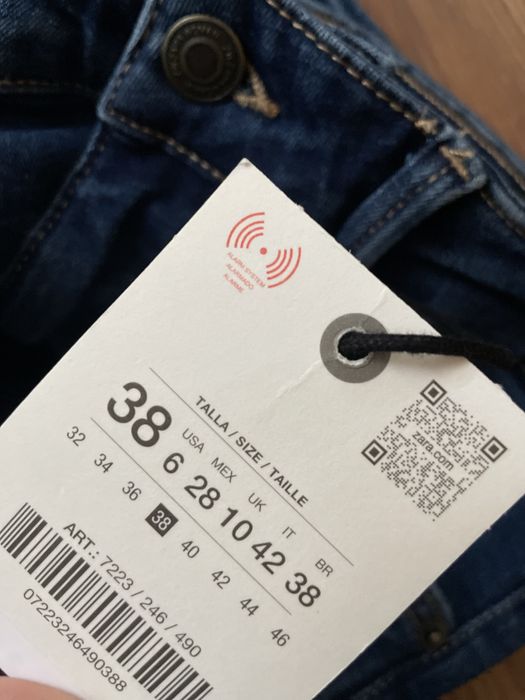 ALARM SYSTEM
ALARMADO
ALARME
zara.com
TALLA / SIZE / TAILLE
USA MEX UK IT BR
38 6 28 10 42 38
32 34 36 38 40 42 44 46
ART.: 7223 / 246 / 490
07223246490388